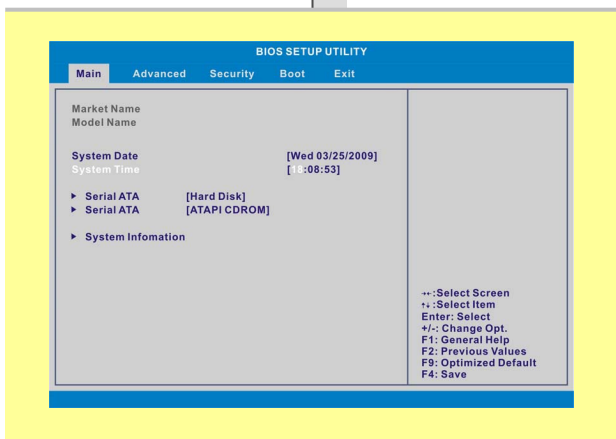 BIOS SETUP UTILITY
Main Advanced Security Boot Exit
Market Name
Model Name
System Date [Wed 03/25/2009]
System Time [18:08:53]
▸ Serial ATA [Hard Disk]
▸ Serial ATA [ATAPI CDROM]
▸ System Infomation
→←:Select Screen
↑↓:Select Item
Enter: Select
+/-: Change Opt.
F1: General Help
F2: Previous Values
F9: Optimized Default
F4: Save